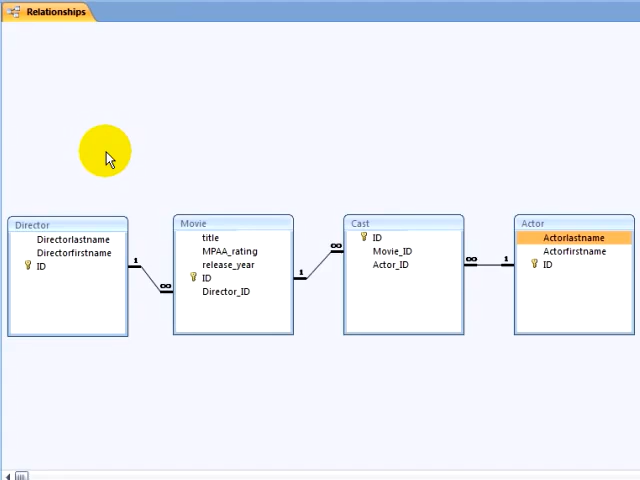 Relationships
Director
Directorlastname
Directorfirstname
ID
1
∞
Movie
title
MPAA_rating
release_year
ID
Director_ID
1
∞
Cast
ID
Movie_ID
Actor_ID
∞
1
Actor
Actorlastname
Actorfirstname
ID